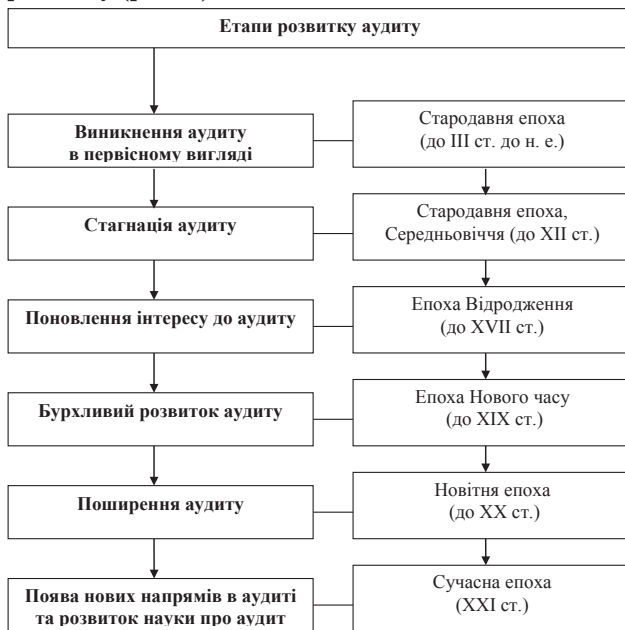 Етапи розвитку аудиту
Виникнення аудиту
в первісному вигляді
Стародавня епоха
(до III ст. до н. е.)
Стагнація аудиту
Стародавня епоха,
Середньовіччя (до XII ст.)
Поновлення інтересу до аудиту
Епоха Відродження
(до XVII ст.)
Бурхливий розвиток аудиту
Епоха Нового часу
(до XIX ст.)
Поширення аудиту
Новітня епоха
(до XX ст.)
Поява нових напрямів в аудиті
та розвиток науки про аудит
Сучасна епоха
(XXI ст.)